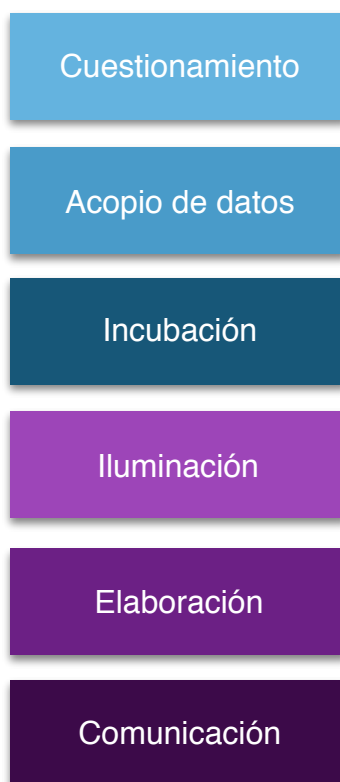 Cuestionamiento
Acopio de datos
Incubación
Iluminación
Elaboración
Comunicación